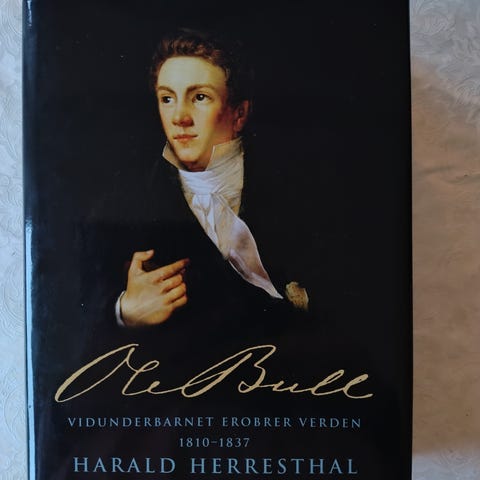 Ole Bull
VIDUNDERBARNET EROBRER VERDEN
1810–1837
HARALD HERRESTHAL